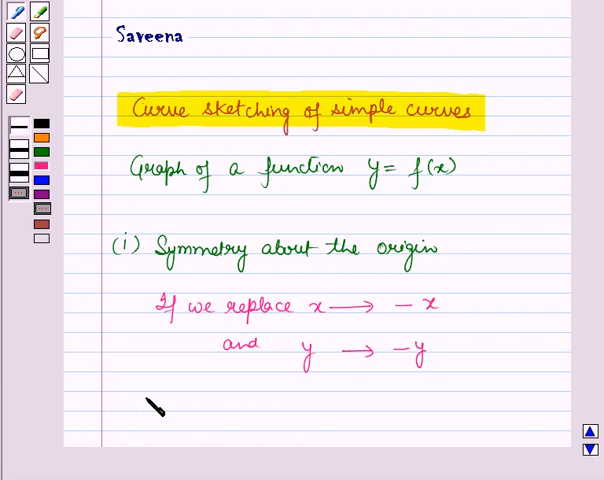 Saveena
Curve sketching of simple curves
Graph of a function y = f(x)
(i) Symmetry about the origin
If we replace x ⟶ - x
and y ⟶ - y